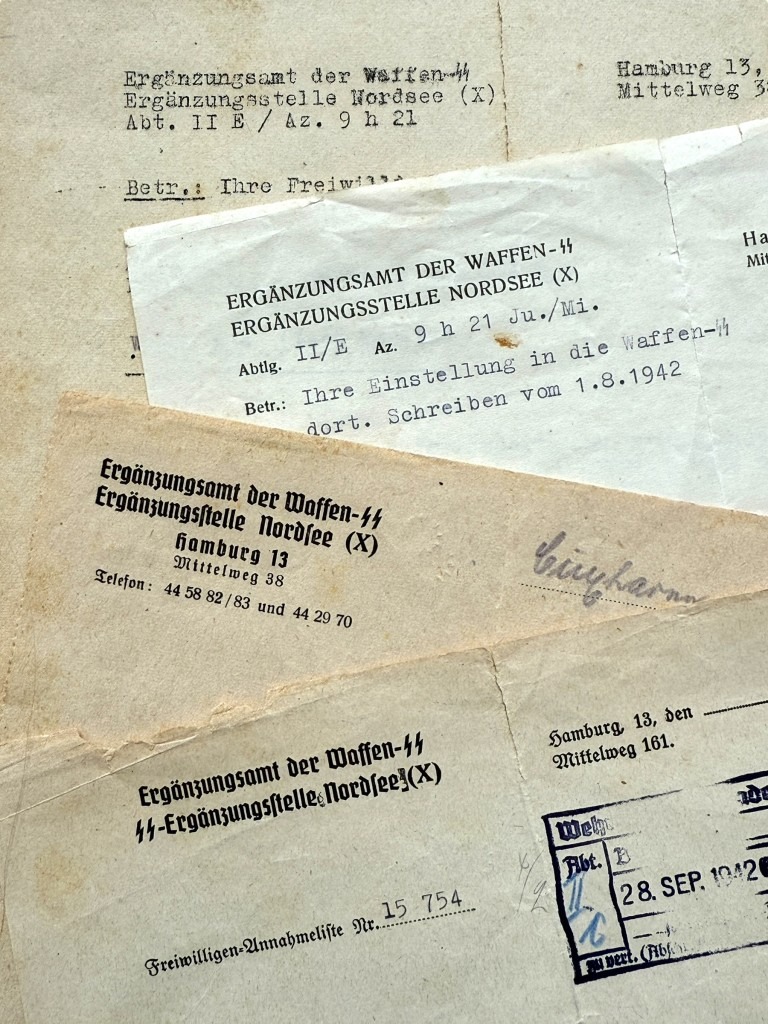 Ergänzungsamt der Waffen-ᛋᛋ
Ergänzungsstelle Nordsee (X)
Abt. II E / Az. 9 h 21
Hamburg 13,
Mittelweg
Betr.: Ihre
ERGÄNZUNGSAMT DER WAFFEN-ᛋᛋ
ERGÄNZUNGSSTELLE NORDSEE (X)
Abtlg. II/E Az. 9 h 21 Ju./Mi.
Betr.: Ihre Einstellung in die Waffen-ᛋᛋ
dort. Schreiben vom 1.8.1942
Ergänzungsamt der Waffen-ᛋᛋ
Ergänzungsstelle Nordsee (X)
Hamburg 13
Mittelweg 38
Telefon: 44 58 82/83 und 44 29 70
Cuxhaven
Ergänzungsamt der Waffen-ᛋᛋ
ᛋᛋ-Ergänzungsstelle Nordsee (X)
Freiwilligen-Annahmeliste Nr. 15 754
Hamburg, 13, den
Mittelweg 161.
Abt.
B
28. SEP. 1942